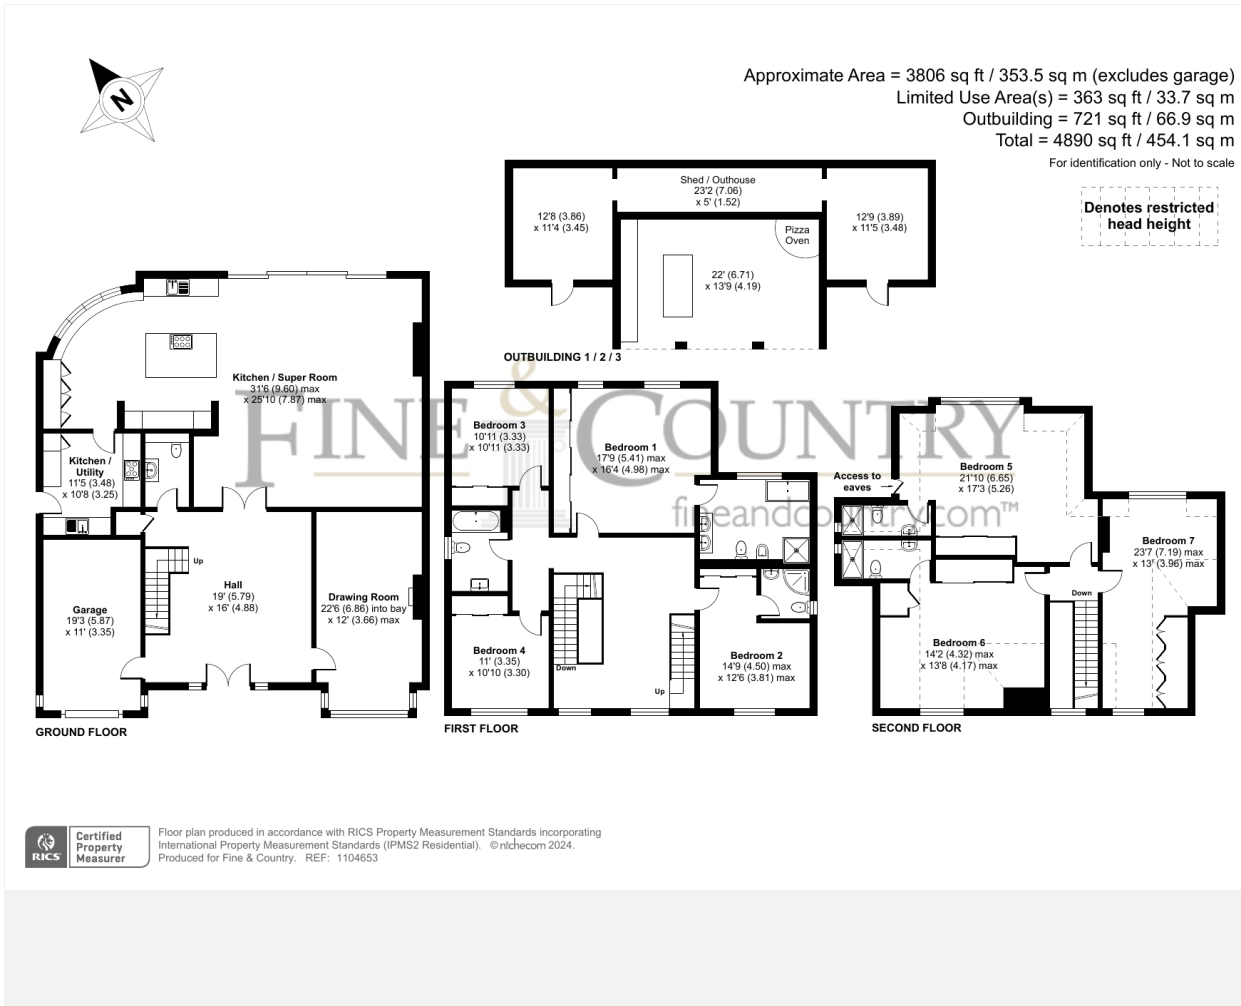 Approximate Area = 3806 sq ft / 353.5 sq m (excludes garage)
Limited Use Area(s) = 363 sq ft / 33.7 sq m
Outbuilding = 721 sq ft / 66.9 sq m
Total = 4890 sq ft / 454.1 sq m
For identification only - Not to scale
N
Denotes restricted
head height
Shed / Outhouse
23'2 (7.06)
x 5' (1.52)
12'8 (3.86)
x 11'4 (3.45)
12'9 (3.89)
x 11'5 (3.48)
Pizza
Oven
22' (6.71)
x 13'9 (4.19)
OUTBUILDING 1 / 2 / 3
Kitchen / Super Room
31'6 (9.60) max
x 25'10 (7.87) max
Kitchen /
Utility
11'5 (3.48)
x 10'8 (3.25)
Up
Hall
19' (5.79)
x 16' (4.88)
Garage
19'3 (5.87)
x 11' (3.35)
Drawing Room
22'6 (6.86) into bay
x 12' (3.66) max
GROUND FLOOR
Bedroom 3
10'11 (3.33)
x 10'11 (3.33)
Bedroom 1
17'9 (5.41) max
x 16'4 (4.98) max
Bedroom 4
11' (3.35)
x 10'10 (3.30)
Down
Up
Bedroom 2
14'9 (4.50) max
x 12'6 (3.81) max
FIRST FLOOR
Access to
eaves
Bedroom 5
21'10 (6.65)
x 17'3 (5.26)
Bedroom 7
23'7 (7.19) max
x 13' (3.96) max
Down
Bedroom 6
14'2 (4.32) max
x 13'8 (4.17) max
SECOND FLOOR
FINE & COUNTRY
fineandcountry.com™
RICS
Certified
Property
Measurer
Floor plan produced in accordance with RICS Property Measurement Standards incorporating
International Property Measurement Standards (IPMS2 Residential). © nichecom 2024.
Produced for Fine & Country. REF: 1104653